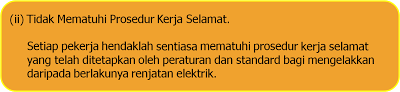 (ii) Tidak Mematuhi Prosedur Kerja Selamat.
Setiap pekerja hendaklah sentiasa mematuhi prosedur kerja selamat
yang telah ditetapkan oleh peraturan dan standard bagi mengelakkan
daripada berlakunya renjatan elektrik.